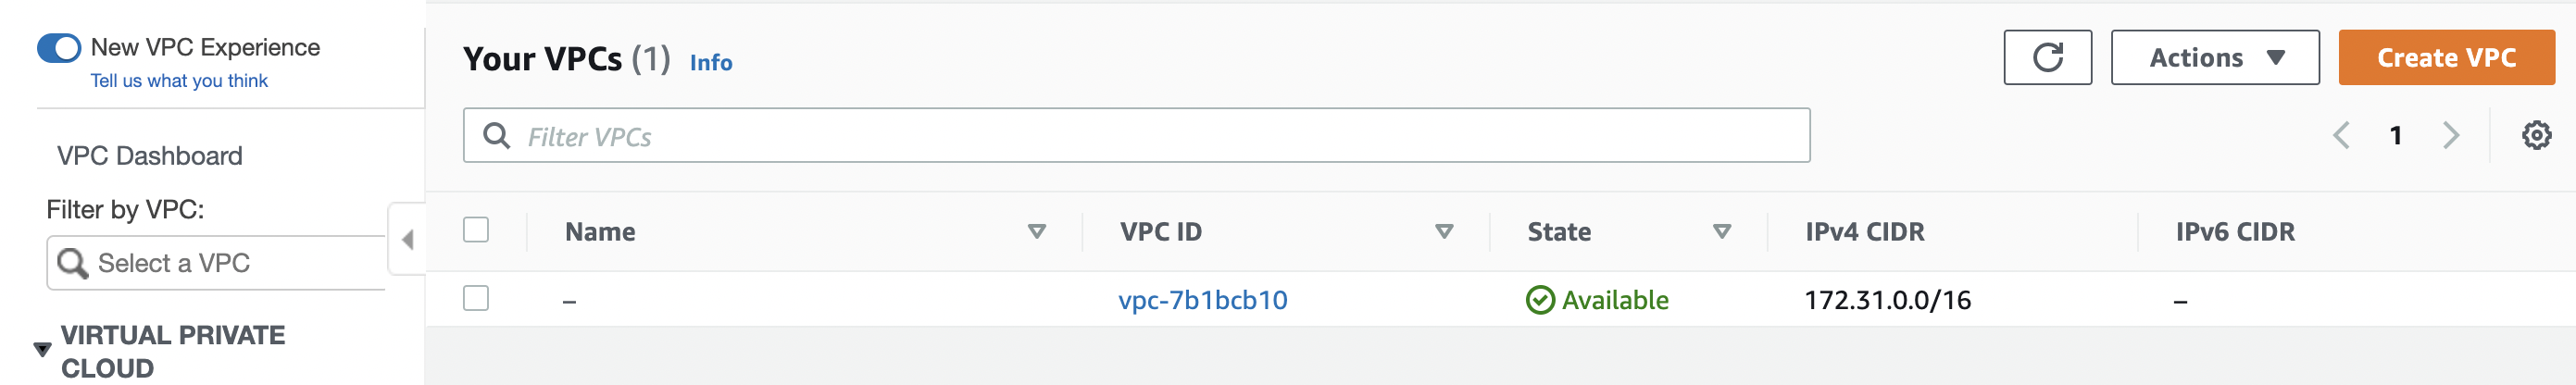 New VPC Experience
Tell us what you think
VPC Dashboard
Filter by VPC:
Select a VPC
VIRTUAL PRIVATE
CLOUD
Your VPCs (1) Info
Actions
Create VPC
Filter VPCs
1
Name VPC ID State IPv4 CIDR IPv6 CIDR
– vpc-7b1bcb10 Available 172.31.0.0/16 –